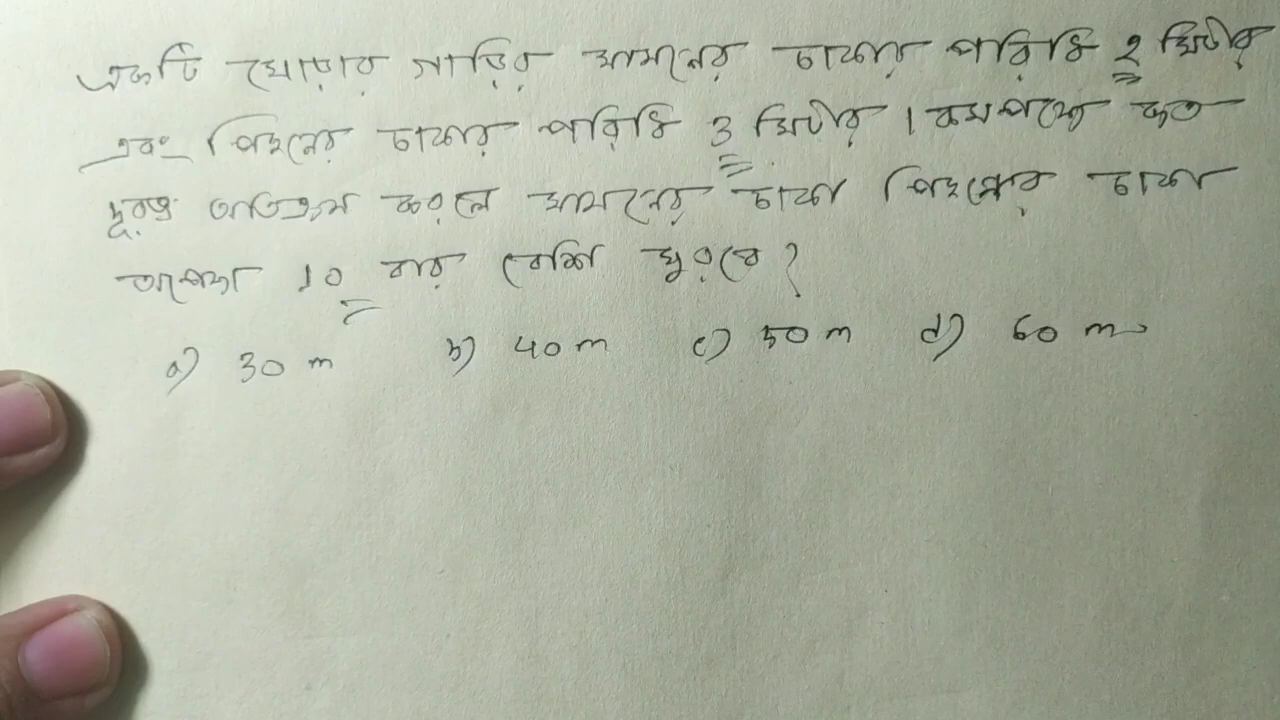 একটি ঘোড়ার গাড়ির সামনের চাকার পরিধি ২ মিটার
এবং পিছনের চাকার পরিধি 3 মিটার । কমপক্ষে কত
দূরত্ব অতিক্রম করলে সামনের চাকা পিছনের চাকা
অপেক্ষা 10 বার বেশি ঘুরবে?
a) 30 m b) 40 m c) 50 m d) 60 m